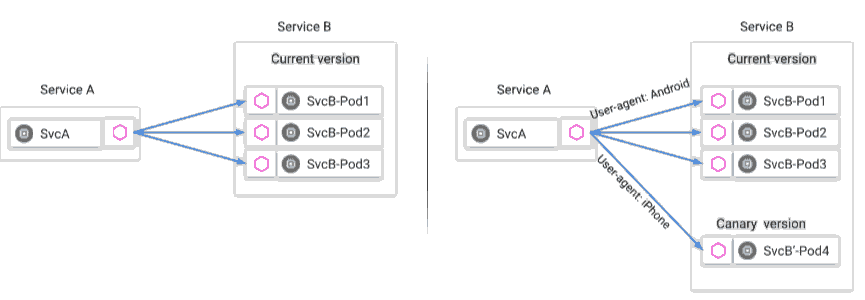 Service B
Current version
Service A
SvcB-Pod1
SvcA
SvcB-Pod2
SvcB-Pod3
Service B
Current version
Service A
User-agent: Android
SvcB-Pod1
SvcA
SvcB-Pod2
SvcB-Pod3
User-agent: iPhone
Canary version
SvcB'-Pod4